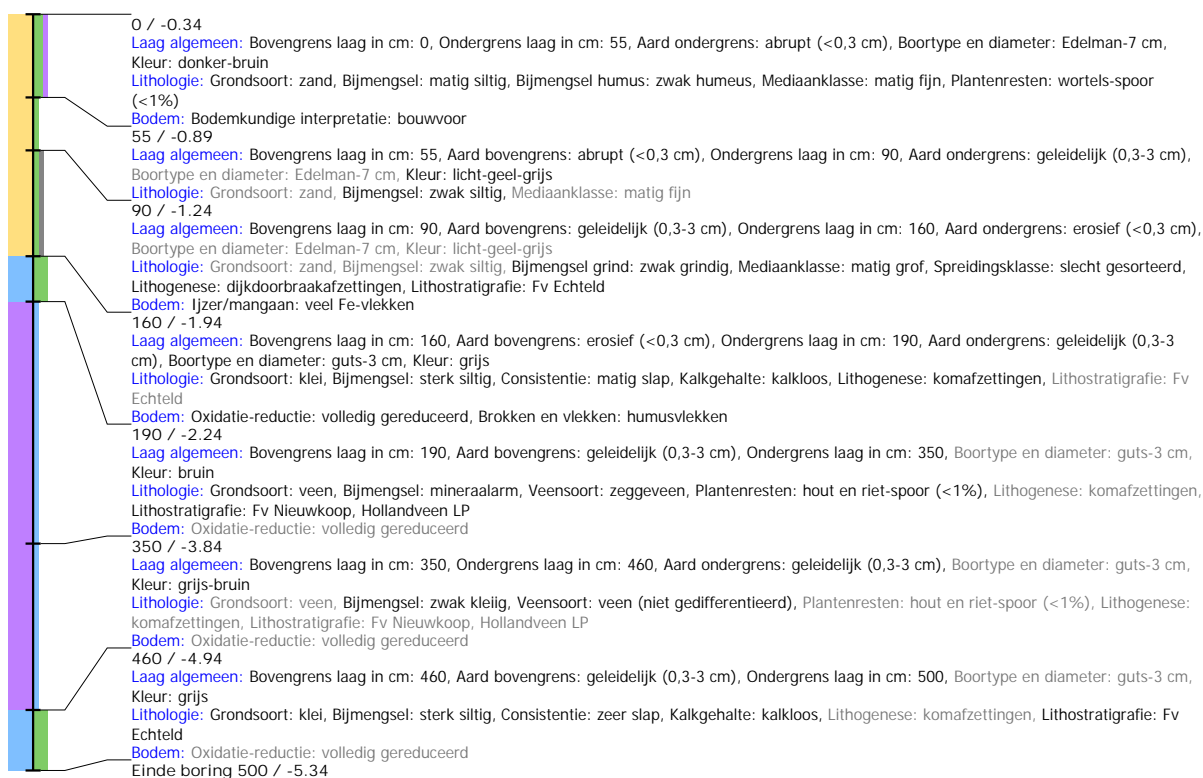 0 / -0.34
Laag algemeen: Bovengrens laag in cm: 0, Ondergrens laag in cm: 55, Aard ondergrens: abrupt (<0,3 cm), Boortype en diameter: Edelman-7 cm,
Kleur: donker-bruin
Lithologie: Grondsoort: zand, Bijmengsel: matig siltig, Bijmengsel humus: zwak humeus, Mediaanklasse: matig fijn, Plantenresten: wortels-spoor
(<1%)
Bodem: Bodemkundige interpretatie: bouwvoor
55 / -0.89
Laag algemeen: Bovengrens laag in cm: 55, Aard bovengrens: abrupt (<0,3 cm), Ondergrens laag in cm: 90, Aard ondergrens: geleidelijk (0,3-3 cm),
Boortype en diameter: Edelman-7 cm, Kleur: licht-geel-grijs
Lithologie: Grondsoort: zand, Bijmengsel: zwak siltig, Mediaanklasse: matig fijn
90 / -1.24
Laag algemeen: Bovengrens laag in cm: 90, Aard bovengrens: geleidelijk (0,3-3 cm), Ondergrens laag in cm: 160, Aard ondergrens: erosief (<0,3 cm),
Boortype en diameter: Edelman-7 cm, Kleur: licht-geel-grijs
Lithologie: Grondsoort: zand, Bijmengsel: zwak siltig, Bijmengsel grind: zwak grindig, Mediaanklasse: matig grof, Spreidingsklasse: slecht gesorteerd,
Lithogenese: dijkdoorbraakafzettingen, Lithostratigrafie: Fv Echteld
Bodem: Ijzer/mangaan: veel Fe-vlekken
160 / -1.94
Laag algemeen: Bovengrens laag in cm: 160, Aard bovengrens: erosief (<0,3 cm), Ondergrens laag in cm: 190, Aard ondergrens: geleidelijk (0,3-3
cm), Boortype en diameter: guts-3 cm, Kleur: grijs
Lithologie: Grondsoort: klei, Bijmengsel: sterk siltig, Consistentie: matig slap, Kalkgehalte: kalkloos, Lithogenese: komafzettingen, Lithostratigrafie: Fv
Echteld
Bodem: Oxidatie-reductie: volledig gereduceerd, Brokken en vlekken: humusvlekken
190 / -2.24
Laag algemeen: Bovengrens laag in cm: 190, Aard bovengrens: geleidelijk (0,3-3 cm), Ondergrens laag in cm: 350, Boortype en diameter: guts-3 cm,
Kleur: bruin
Lithologie: Grondsoort: veen, Bijmengsel: mineraalarm, Veensoort: zeggeveen, Plantenresten: hout en riet-spoor (<1%), Lithogenese: komafzettingen,
Lithostratigrafie: Fv Nieuwkoop, Hollandveen LP
Bodem: Oxidatie-reductie: volledig gereduceerd
350 / -3.84
Laag algemeen: Bovengrens laag in cm: 350, Ondergrens laag in cm: 460, Aard ondergrens: geleidelijk (0,3-3 cm), Boortype en diameter: guts-3 cm,
Kleur: grijs-bruin
Lithologie: Grondsoort: veen, Bijmengsel: zwak kleiig, Veensoort: veen (niet gedifferentieerd), Plantenresten: hout en riet-spoor (<1%), Lithogenese:
komafzettingen, Lithostratigrafie: Fv Nieuwkoop, Hollandveen LP
Bodem: Oxidatie-reductie: volledig gereduceerd
460 / -4.94
Laag algemeen: Bovengrens laag in cm: 460, Aard bovengrens: geleidelijk (0,3-3 cm), Ondergrens laag in cm: 500, Boortype en diameter: guts-3 cm,
Kleur: grijs
Lithologie: Grondsoort: klei, Bijmengsel: sterk siltig, Consistentie: zeer slap, Kalkgehalte: kalkloos, Lithogenese: komafzettingen, Lithostratigrafie: Fv
Echteld
Bodem: Oxidatie-reductie: volledig gereduceerd
Einde boring 500 / -5.34